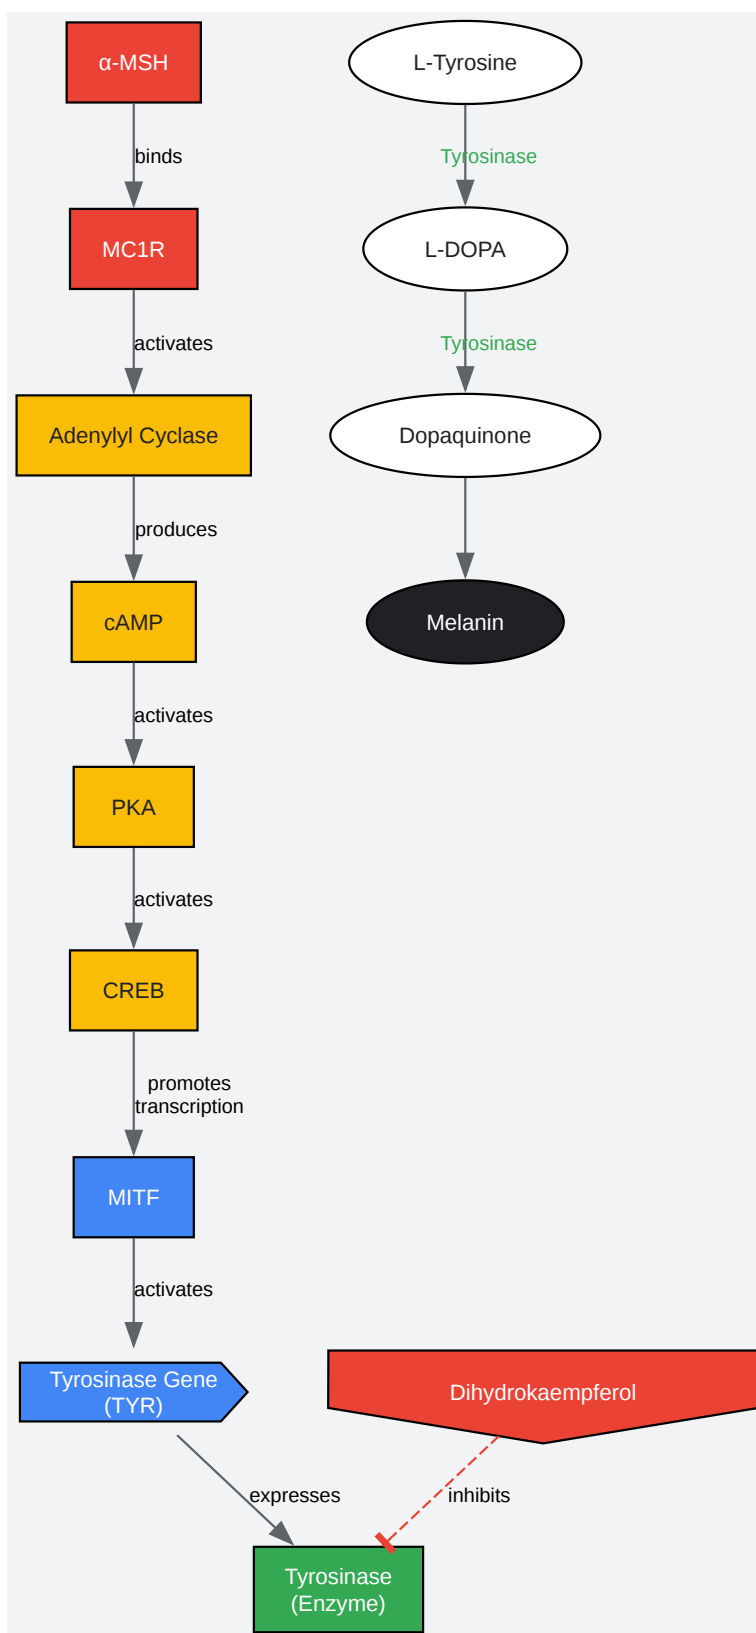 α-MSH
L-Tyrosine
binds
Tyrosinase
MC1R
L-DOPA
activates
Tyrosinase
Adenylyl Cyclase
Dopaquinone
produces
cAMP
Melanin
activates
PKA
activates
CREB
promotes
transcription
MITF
activates
Tyrosinase Gene
(TYR)
Dihydrokaempferol
expresses
inhibits
Tyrosinase
(Enzyme)